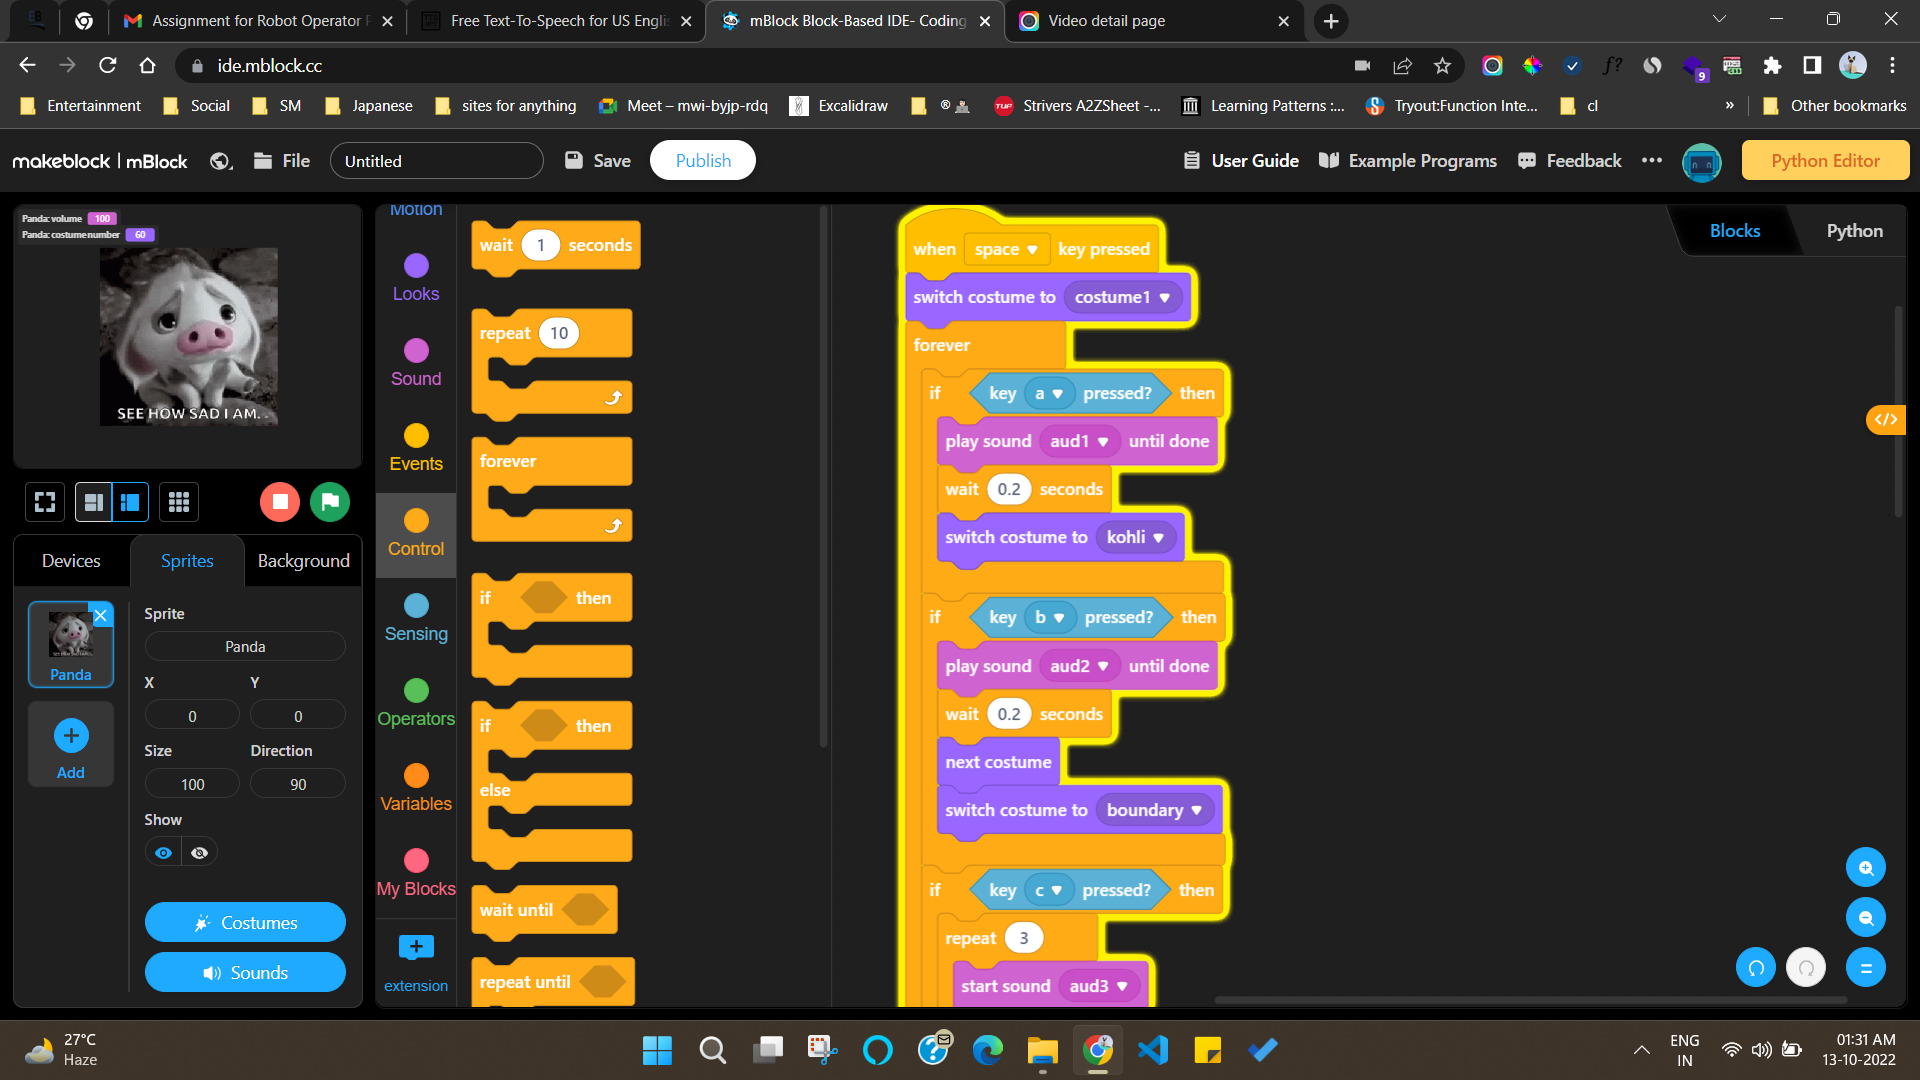 Assignment for Robot Operator P
Free Text-To-Speech for US Engli
mBlock Block-Based IDE- Coding
Video detail page
ide.mblock.cc
9
Entertainment
Social
SM
Japanese
sites for anything
Meet – mwi-byjp-rdq
Excalidraw
Strivers A2ZSheet -...
Learning Patterns :...
Tryout:Function Inte...
cl
»
Other bookmarks
makeblock | mBlock
File
Untitled
Save
Publish
User Guide
Example Programs
Feedback
Python Editor
Panda: volume 100
Panda: costume number 60
SEE HOW SAD I AM.
Devices
Sprites
Background
Panda
Add
Sprite
Panda
X
Y
0
0
Size
Direction
100
90
Show
Costumes
Sounds
Motion
Looks
Sound
Events
Control
Sensing
Operators
Variables
My Blocks
extension
wait 1 seconds
repeat 10
forever
if then
if then
else
wait until
repeat until
when space key pressed
switch costume to costume1
forever
if key a pressed? then
play sound aud1 until done
wait 0.2 seconds
switch costume to kohli
if key b pressed? then
play sound aud2 until done
wait 0.2 seconds
next costume
switch costume to boundary
if key c pressed? then
repeat 3
start sound aud3
Blocks
Python
</>
27°C
Haze
ENG
IN
01:31 AM
13-10-2022